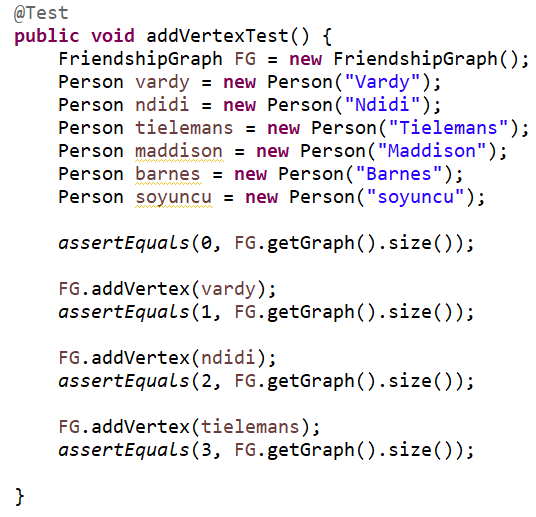 @Test
public void addVertexTest() {
    FriendshipGraph FG = new FriendshipGraph();
    Person vardy = new Person("Vardy");
    Person ndidi = new Person("Ndidi");
    Person tielemans = new Person("Tielemans");
    Person maddison = new Person("Maddison");
    Person barnes = new Person("Barnes");
    Person soyuncu = new Person("soyuncu");
    assertEquals(0, FG.getGraph().size());
    FG.addVertex(vardy);
    assertEquals(1, FG.getGraph().size());
    FG.addVertex(ndidi);
    assertEquals(2, FG.getGraph().size());
    FG.addVertex(tielemans);
    assertEquals(3, FG.getGraph().size());
}